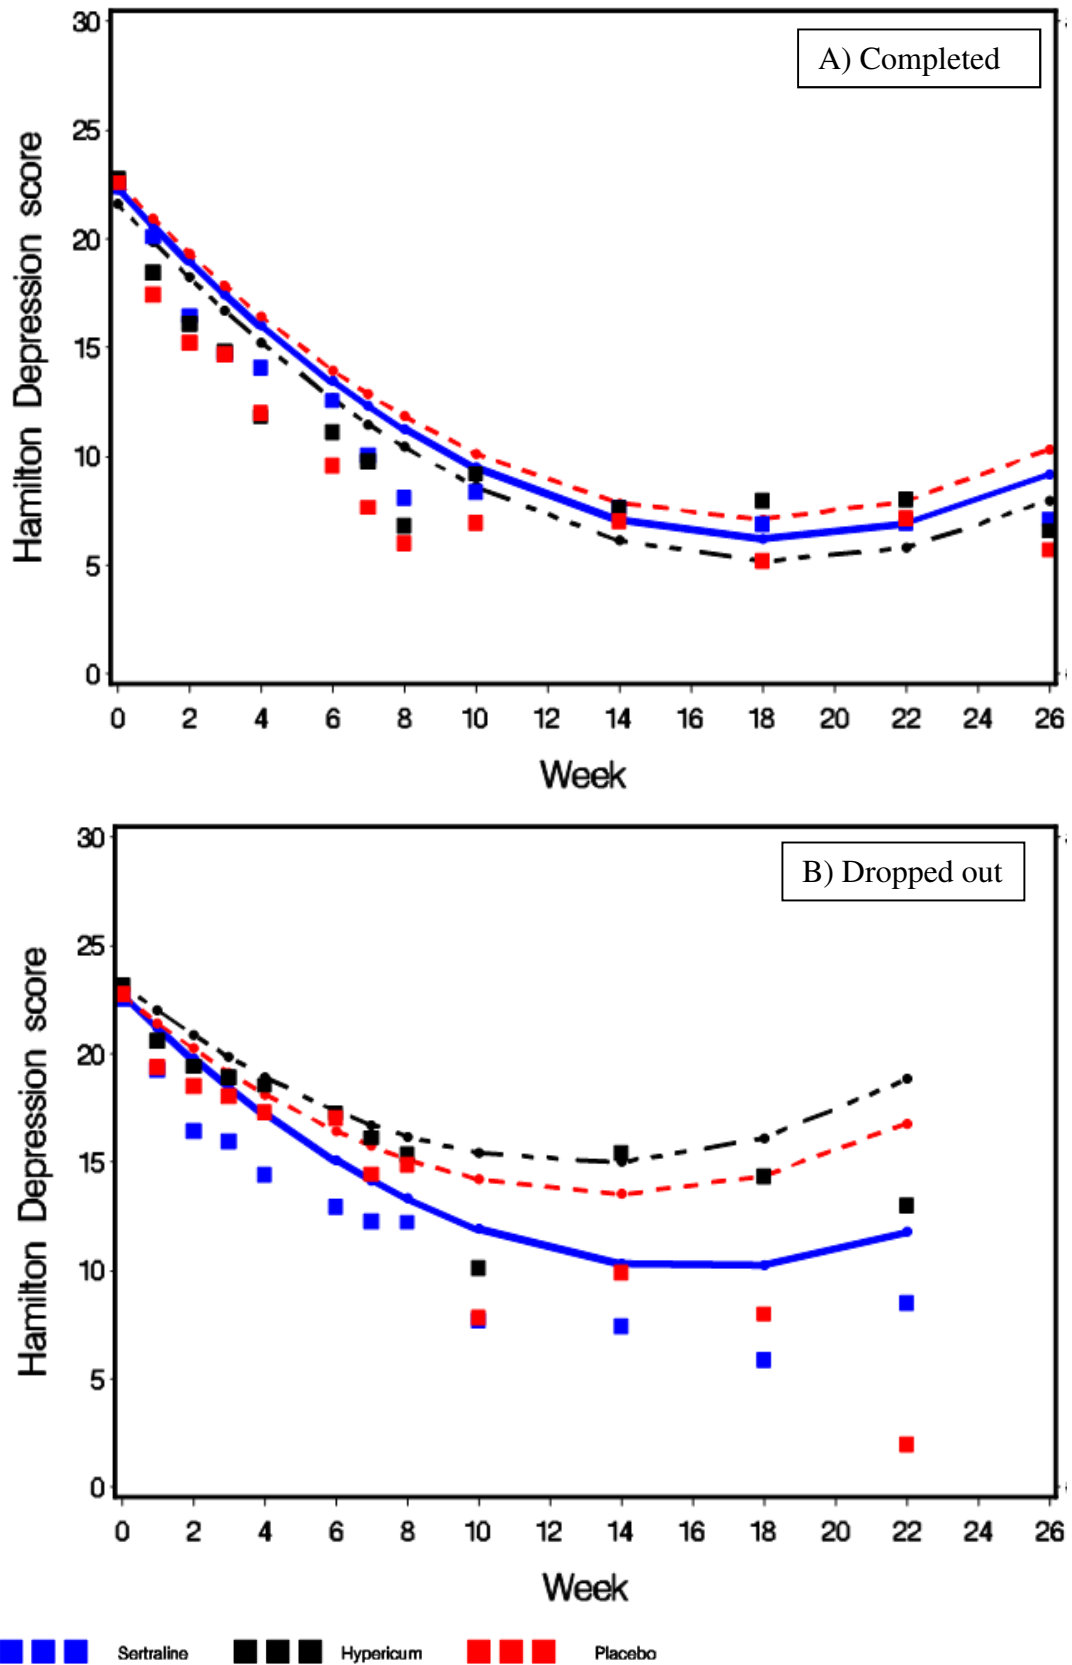 A) Completed
Hamilton Depression score
30
25
20
15
10
5
0
0 2 4 6 8 10 12 14 16 18 20 22 24 26
Week
B) Dropped out
Hamilton Depression score
30
25
20
15
10
5
0
0 2 4 6 8 10 12 14 16 18 20 22 24 26
Week
Sertraline Hypericum Placebo